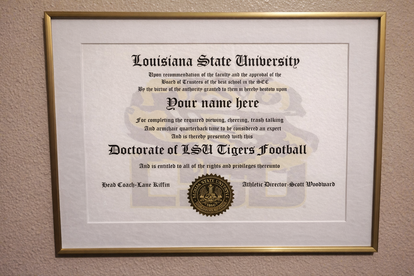 Louisiana State University
Upon recommendation of the faculty and the approval of the
Board of Trustees of the best school in the SEC
By the virtue of the authority granted to them is hereby bestow upon
Your name here
For completing the required viewing, cheering, trash talking
And armchair quarterback time to be considered an expert
And is hereby presented with this
Doctorate of LSU Tigers Football
And is entitled to all of the rights and privileges thereunto
Head Coach-Lane Kiffin
Athletic Director-Scott Woodward